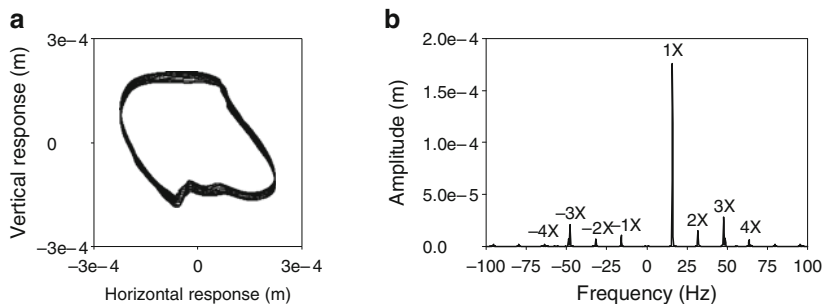 a
3e−4
0
−3e−4
Vertical response (m)
−3e−4
0
3e−4
Horizontal response (m)
b
2.0e−4
1.5e−4
1.0e−4
5.0e−5
0.0
Amplitude (m)
1X
−4X
−3X
−2X
−1X
2X
3X
4X
−100
−75
−50
−25
0
25
50
75
100
Frequency (Hz)